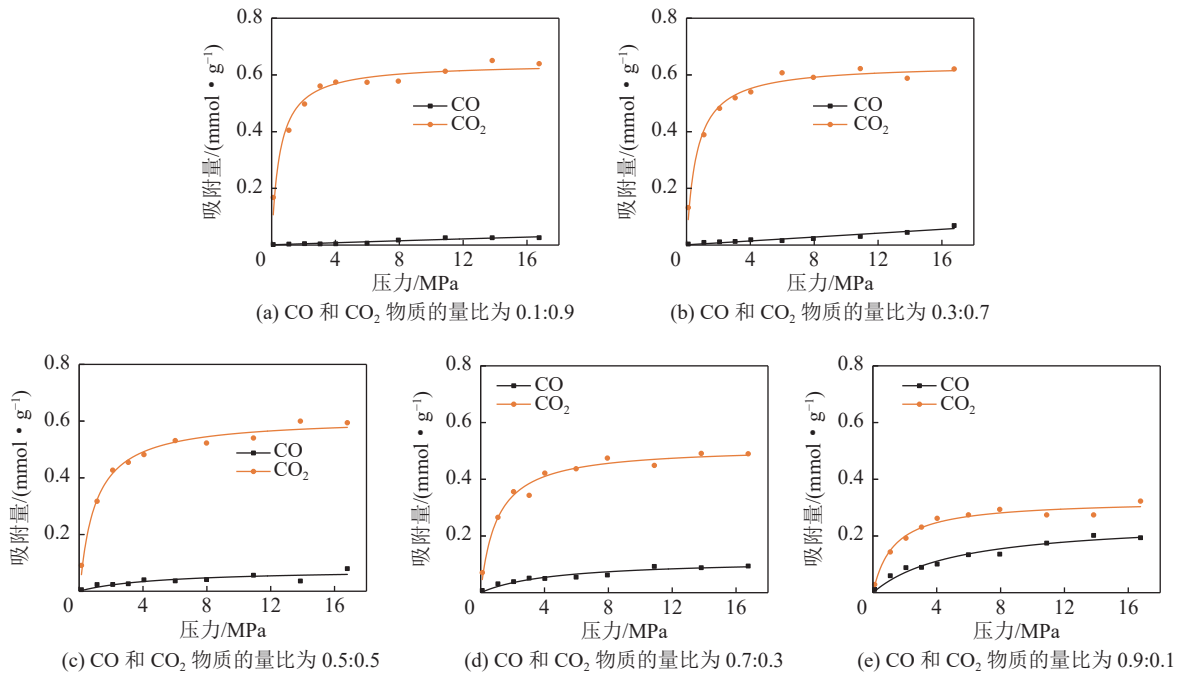 0.8
0.6
0.4
0.2
0
4
8
12
16
吸附量/(mmol·g⁻¹)
CO
CO₂
压力/MPa
(a) CO 和 CO₂ 物质的量比为 0.1:0.9
0.8
0.6
0.4
0.2
0
4
8
12
16
吸附量/(mmol·g⁻¹)
CO
CO₂
压力/MPa
(b) CO 和 CO₂ 物质的量比为 0.3:0.7
0.8
0.6
0.4
0.2
0
4
8
12
16
吸附量/(mmol·g⁻¹)
CO
CO₂
压力/MPa
(c) CO 和 CO₂ 物质的量比为 0.5:0.5
0.8
0.6
0.4
0.2
0
4
8
12
16
吸附量/(mmol·g⁻¹)
CO
CO₂
压力/MPa
(d) CO 和 CO₂ 物质的量比为 0.7:0.3
0.8
0.6
0.4
0.2
0
4
8
12
16
吸附量/(mmol·g⁻¹)
CO
CO₂
压力/MPa
(e) CO 和 CO₂ 物质的量比为 0.9:0.1